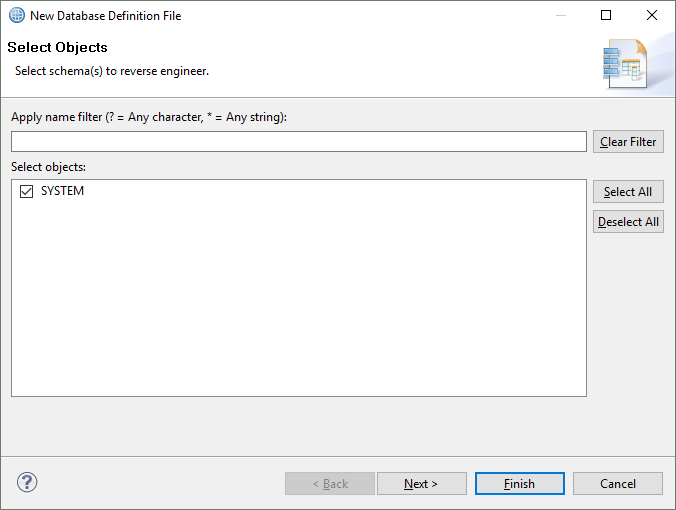 New Database Definition File
Select Objects
Select schema(s) to reverse engineer.
Apply name filter (? = Any character, * = Any string):
Clear Filter
Select objects:
SYSTEM
Select All
Deselect All
?
< Back
Next >
Finish
Cancel